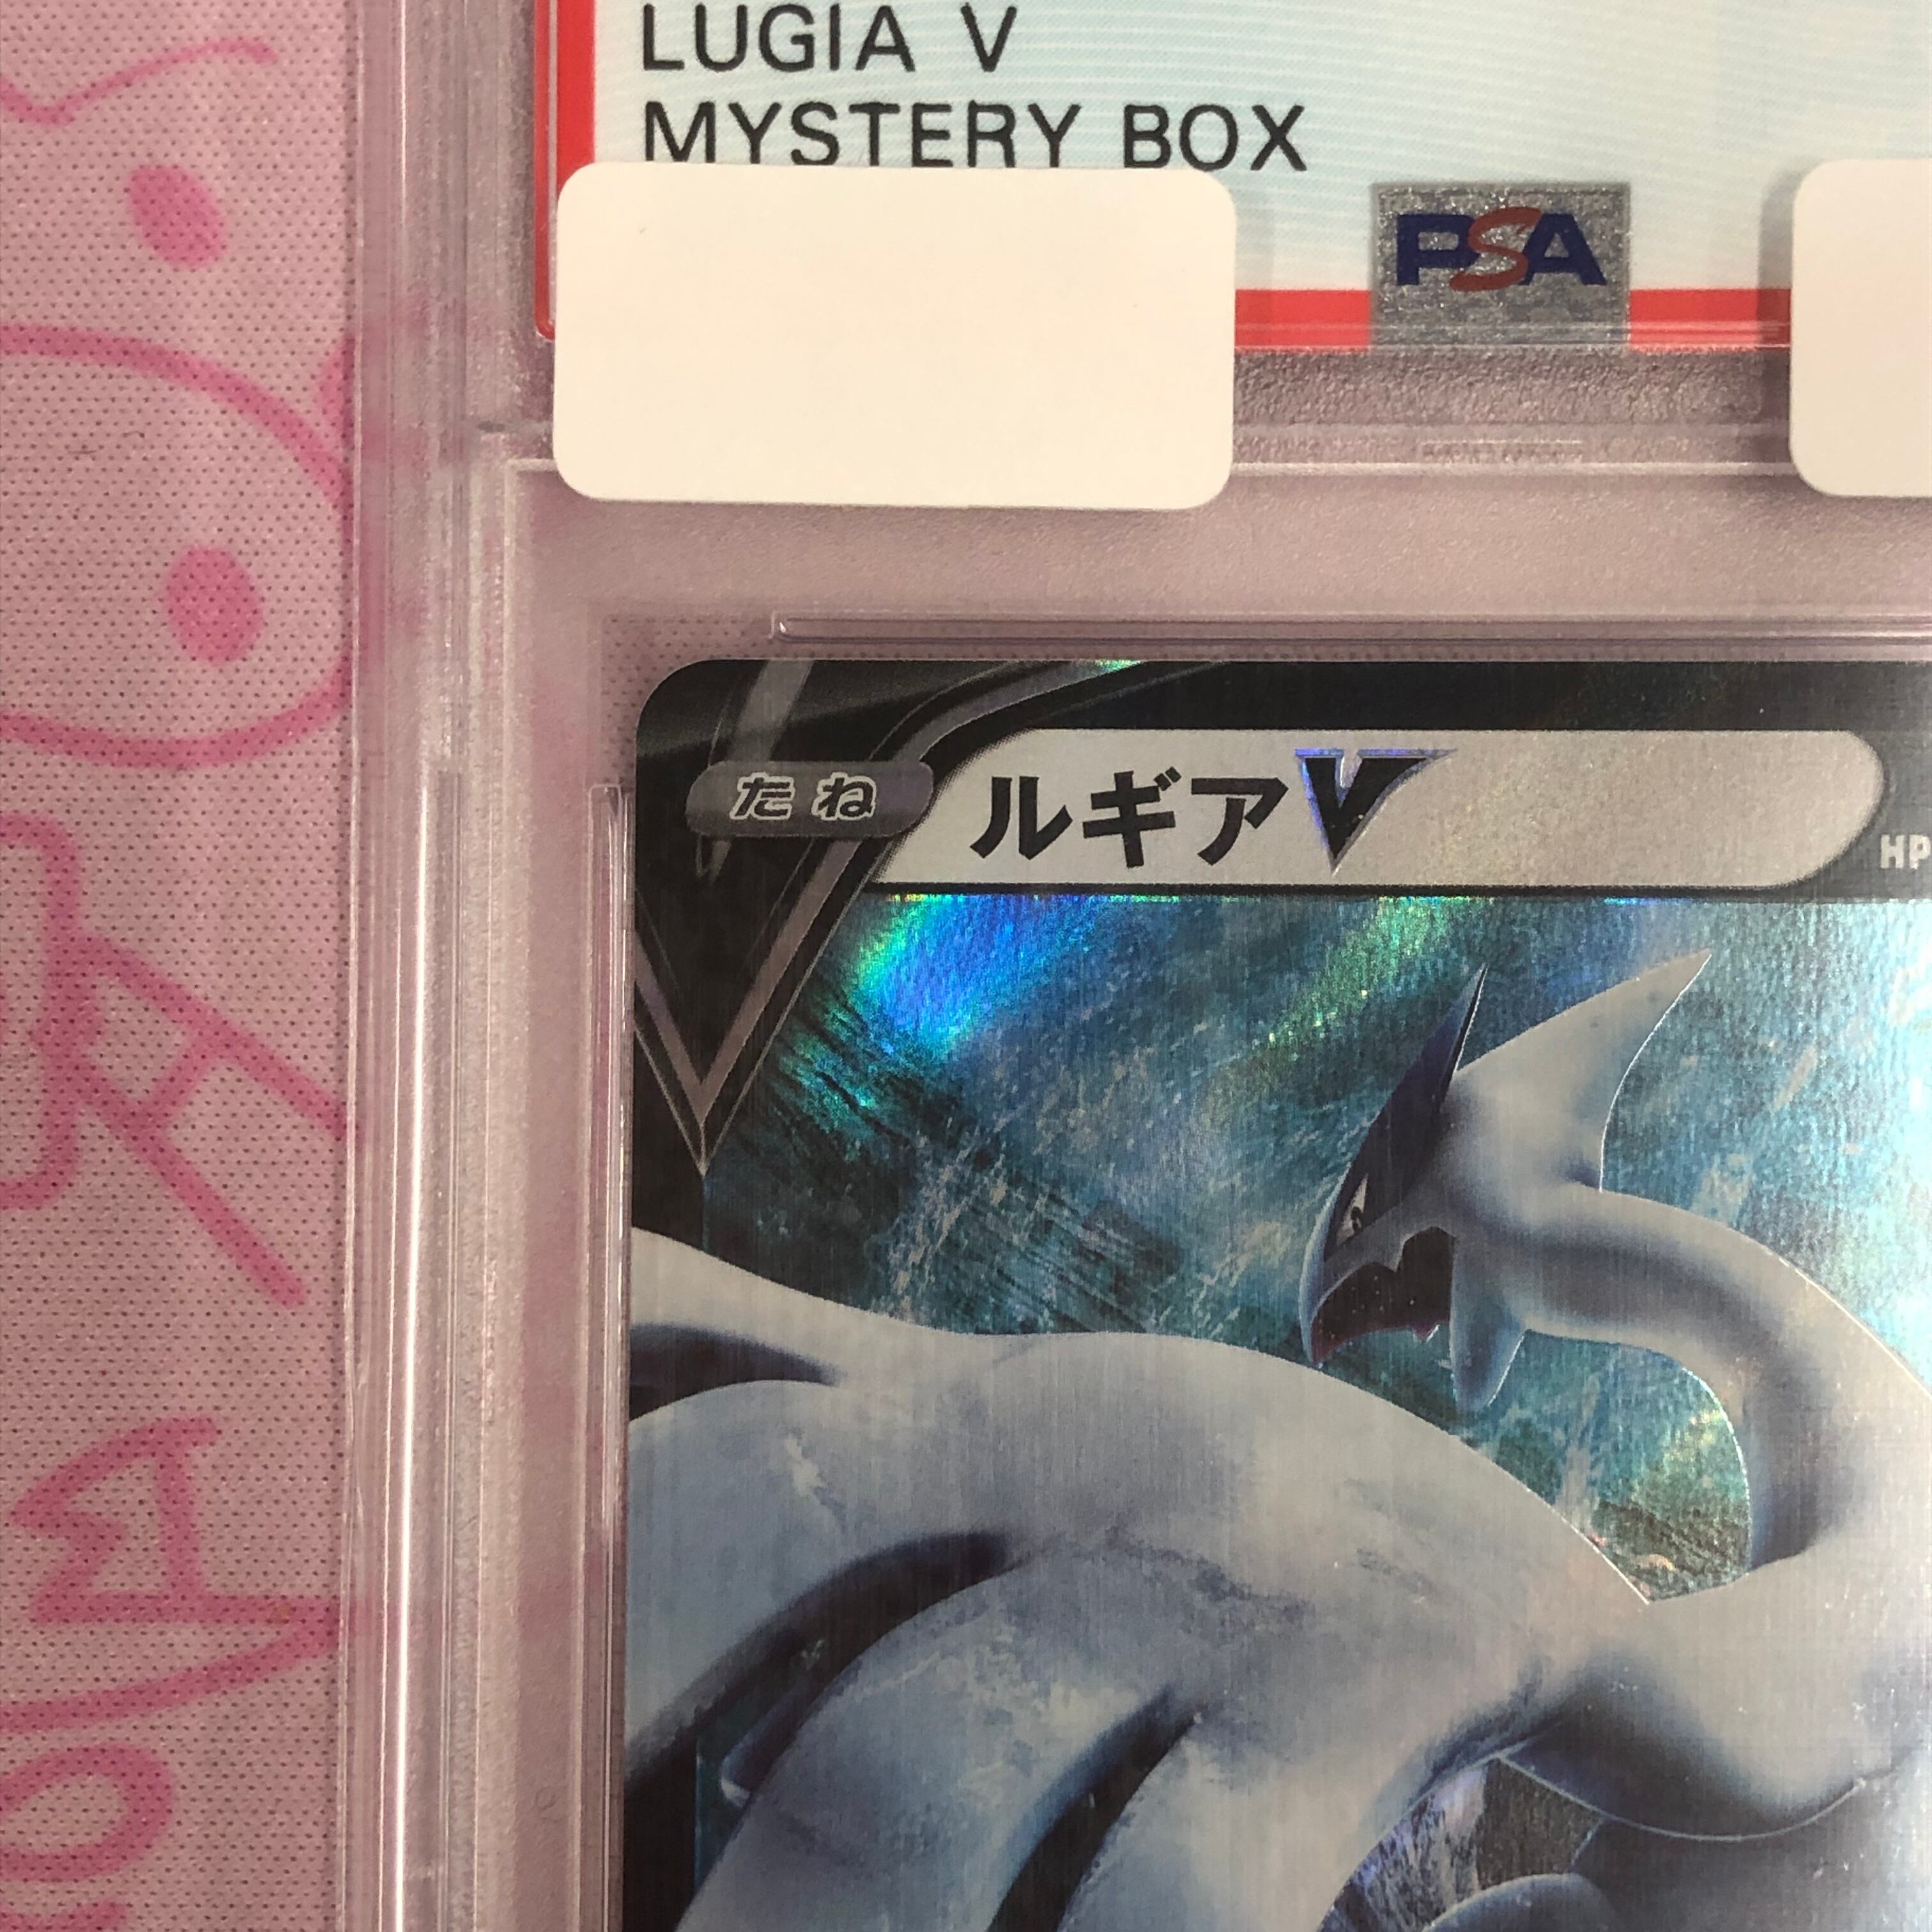 LUGIA V
MYSTERY BOX
PSA
たね
ルギアV
HP